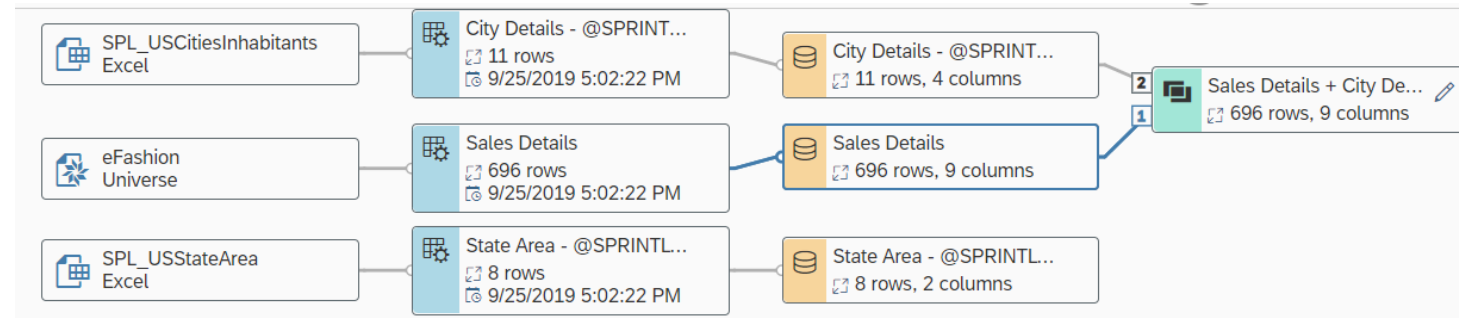 SPL_USCitiesInhabitants
Excel
City Details - @SPRINT...
11 rows
9/25/2019 5:02:22 PM
City Details - @SPRINT...
11 rows, 4 columns
2
1
Sales Details + City De...
696 rows, 9 columns
eFashion
Universe
Sales Details
696 rows
9/25/2019 5:02:22 PM
Sales Details
696 rows, 9 columns
SPL_USStateArea
Excel
State Area - @SPRINTL...
8 rows
9/25/2019 5:02:22 PM
State Area - @SPRINTL...
8 rows, 2 columns